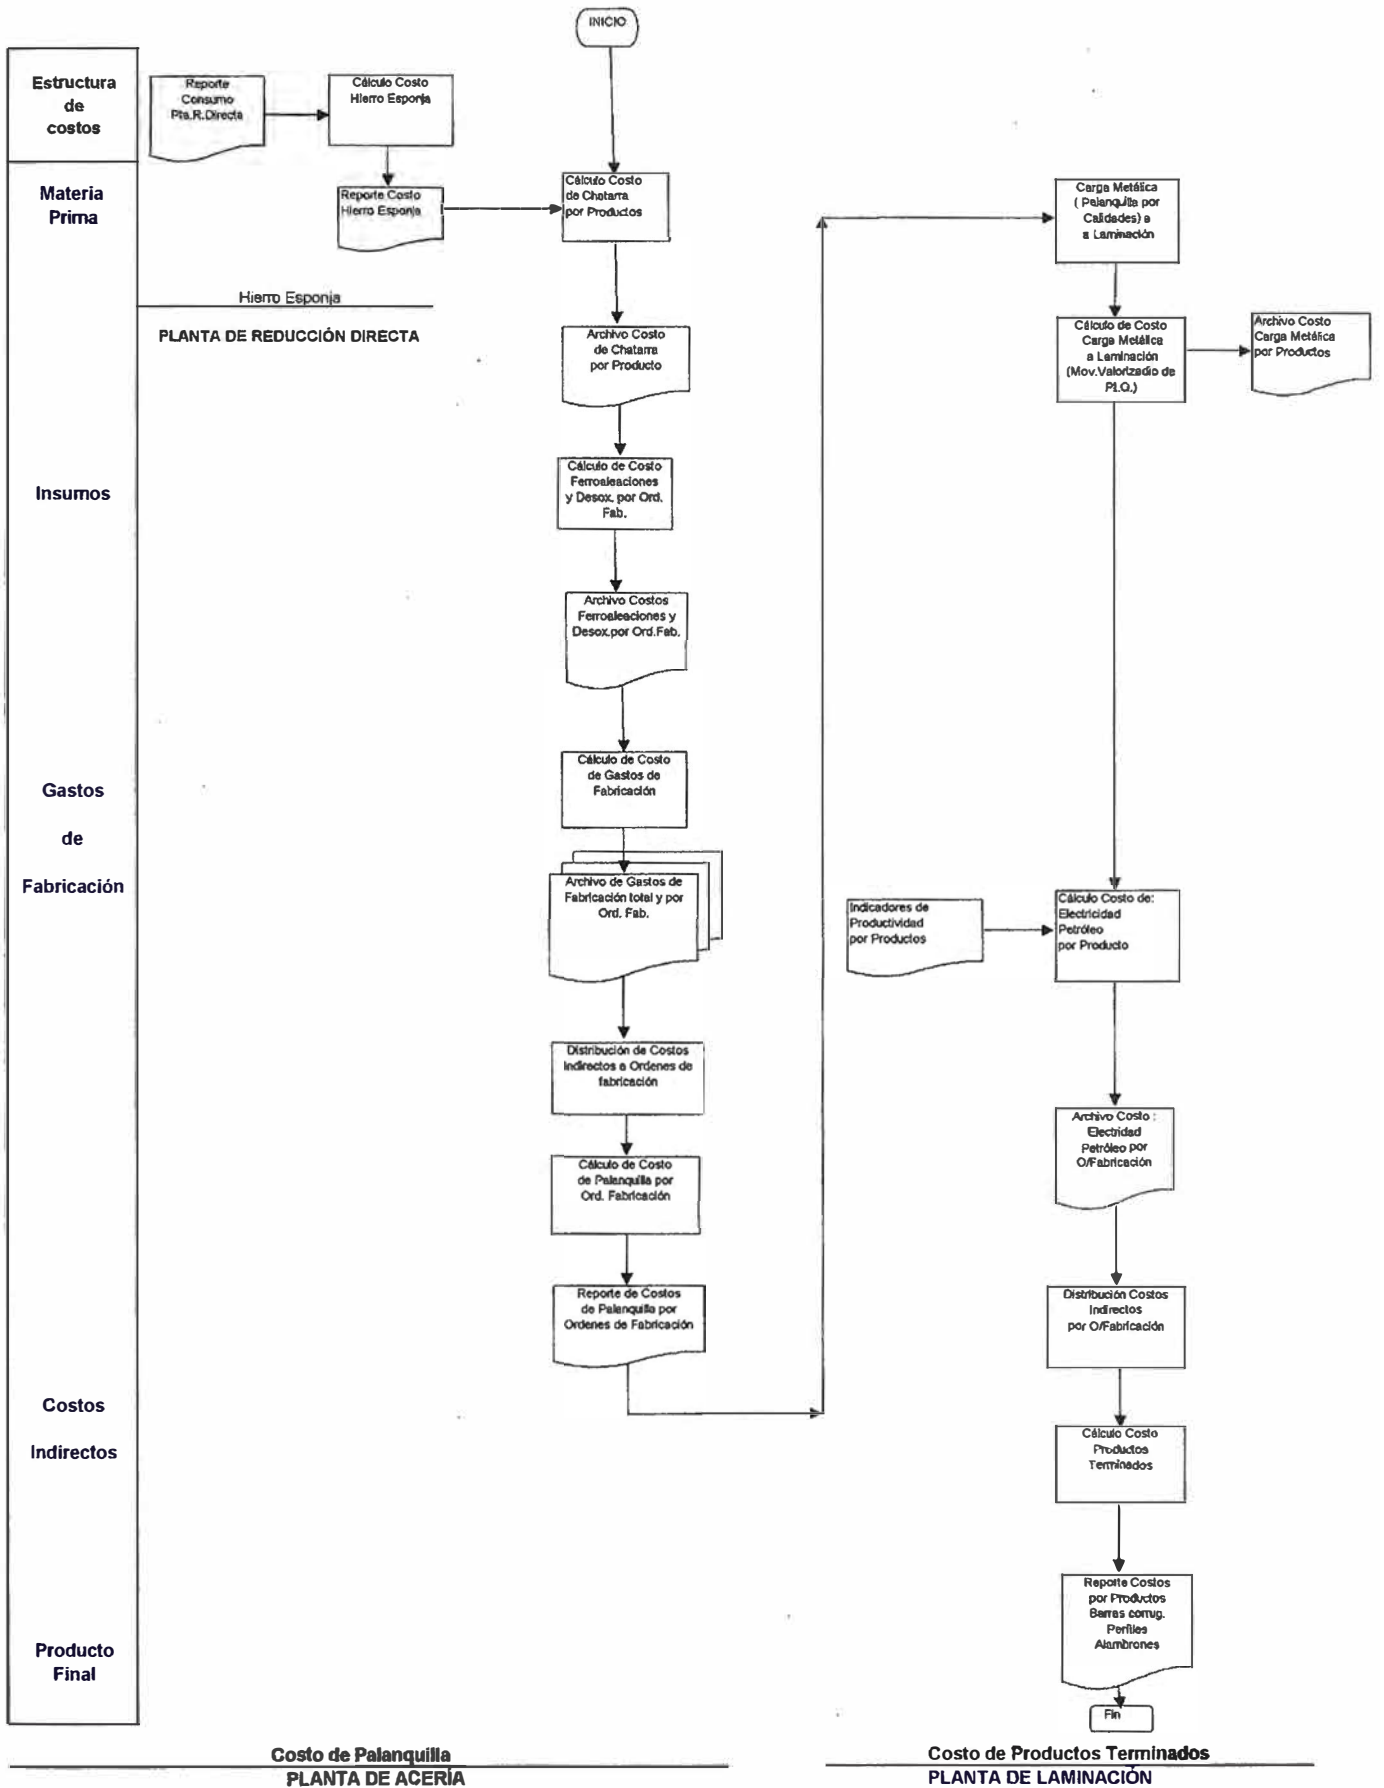 INICIO
Estructura
de
costos
Reporte
Consumo
Pta.R.Directa
Cálculo Costo
Hierro Esponja
Materia
Prima
Reporte Costo
Hierro Esponja
Cálculo Costo
de Chatarra
por Productos
Hierro Esponja
PLANTA DE REDUCCIÓN DIRECTA
Archivo Costo
de Chatarra
por Producto
Insumos
Cálculo de Costo
Ferroaleaciones
y Desox. por Ord.
Fab.
Archivo Costos
Ferroaleaciones y
Desox.por Ord.Fab.
Gastos
de
Fabricación
Cálculo de Costo
de Gastos de
Fabricación
Archivo de Gastos de
Fabricación total y por
Ord. Fab.
Distribución de Costos
Indirectos a Ordenes de
fabricación
Cálculo de Costo
de Palanquilla por
Ord. Fabricación
Reporte de Costos
de Palanquilla por
Ordenes de Fabricación
Costos
Indirectos
Producto
Final
Carga Metálica
( Palanquilla por
Calidades) a
a Laminación
Cálculo de Costo
Carga Metálica
a Laminación
(Mov.Valorizadio de
Pl.Q.)
Archivo Costo
Carga Metálica
por Productos
Indicadores de
Productividad
por Productos
Cálculo Costo de:
Electricidad
Petróleo
por Producto
Archivo Costo :
Electridad
Petróleo por
O/Fabricación
Distribución Costos
Indirectos
por O/Fabricación
Cálculo Costo
Productos
Terminados
Reporte Costos
por Productos
Barras corrug.
Perfiles
Alambrones
Fin
Costo de Palanquilla
PLANTA DE ACERÍA
Costo de Productos Terminados
PLANTA DE LAMINACIÓN